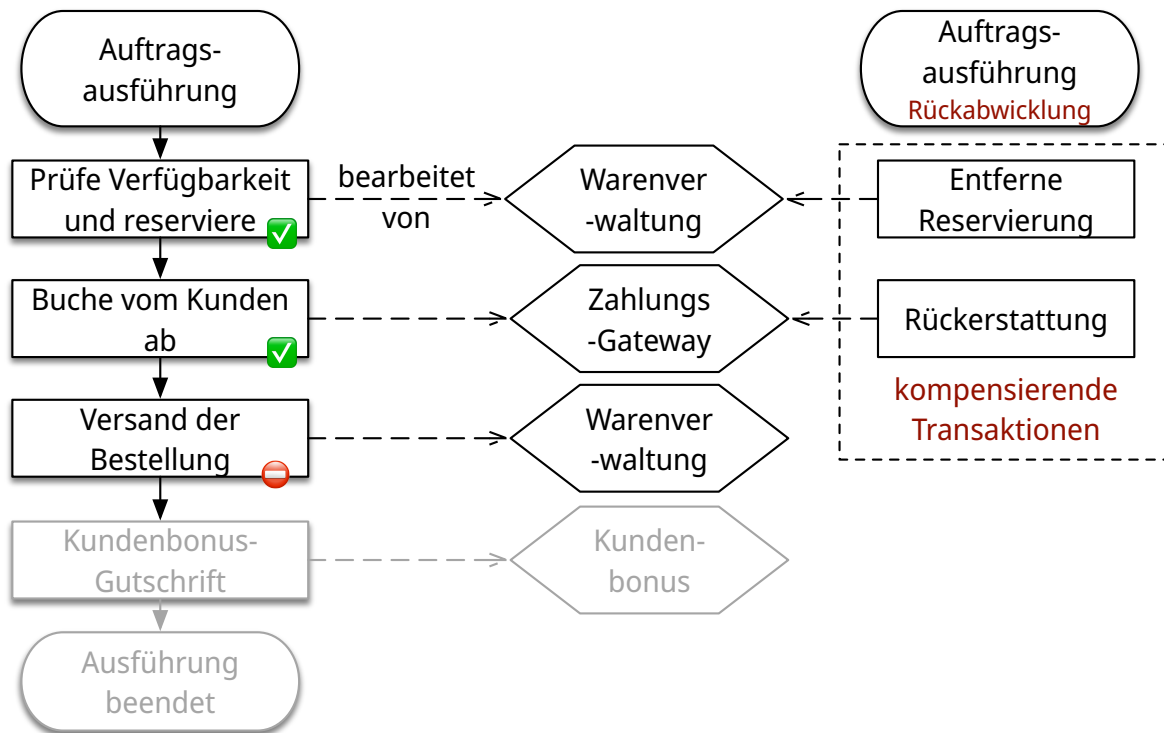 Auftrags-
ausführung
Prüfe Verfügbarkeit
und reserviere
Buche vom Kunden
ab
Versand der
Bestellung
Kundenbonus-
Gutschrift
Ausführung
beendet
bearbeitet
von
Warenver
-waltung
Zahlungs
-Gateway
Warenver
-waltung
Kunden-
bonus
Auftrags-
ausführung
Rückabwicklung
Entferne
Reservierung
Rückerstattung
kompensierende
Transaktionen